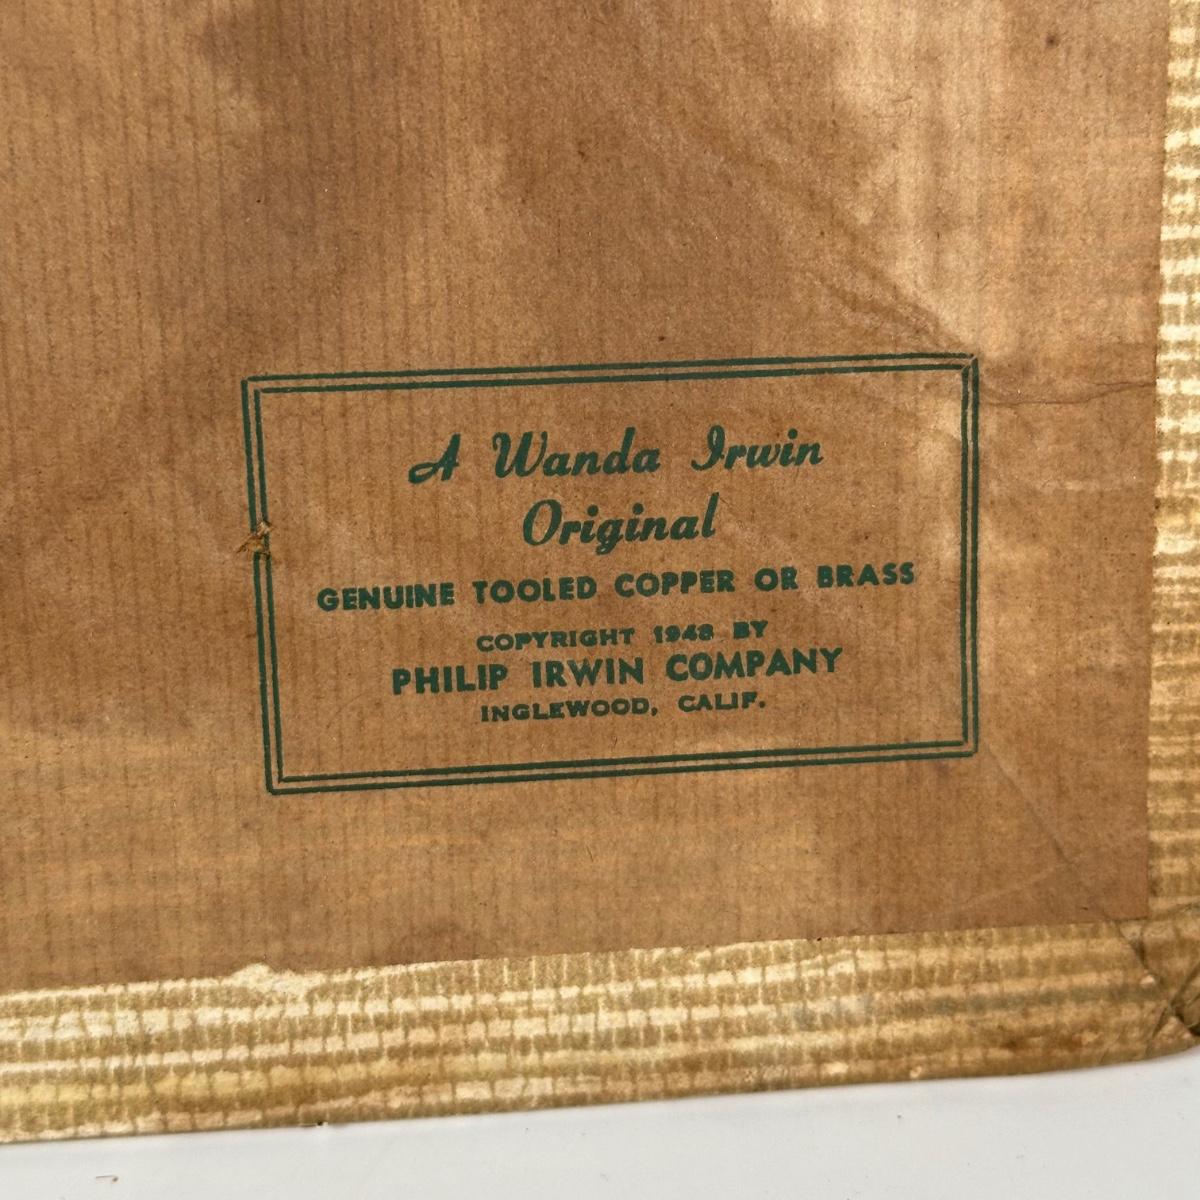 A Wanda Irwin
Original
GENUINE TOOLED COPPER OR BRASS
COPYRIGHT 1948 BY
PHILIP IRWIN COMPANY
INGLEWOOD, CALIF.